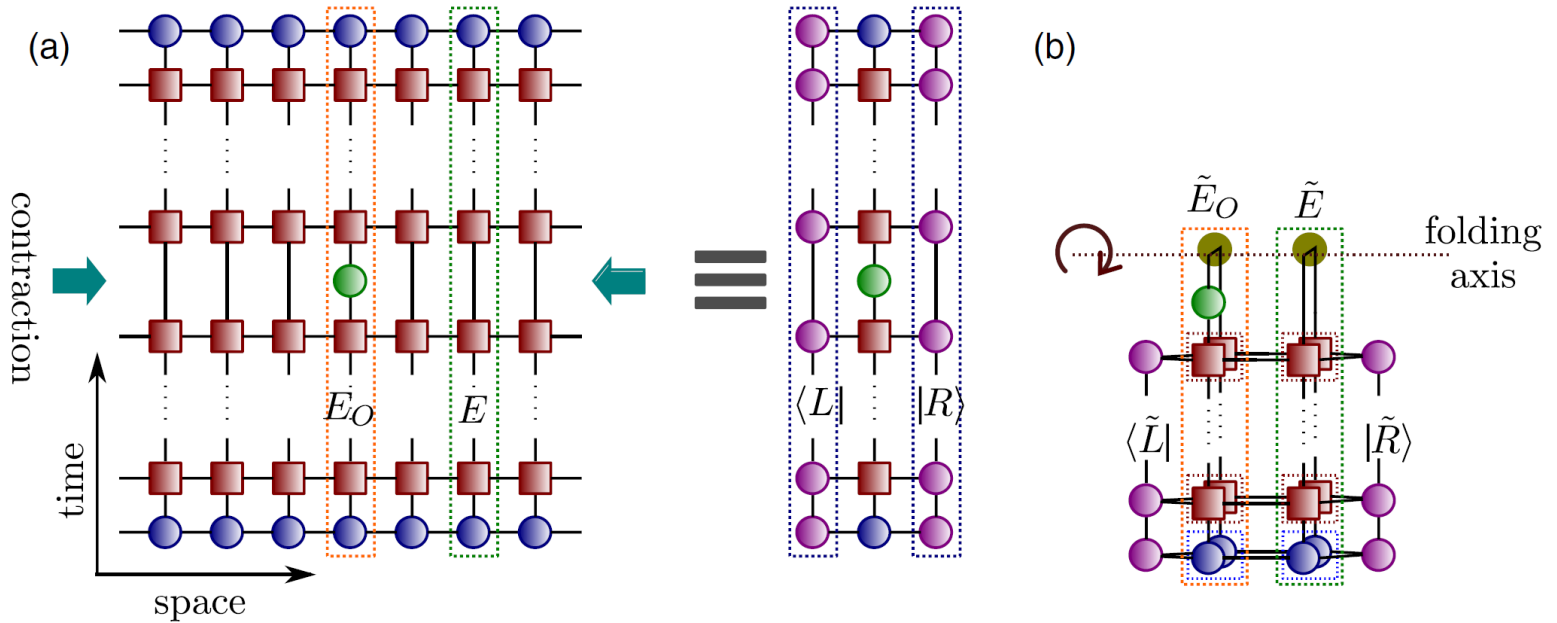 (a)
contraction
time
space
E_O
E
⟨L|
|R⟩
(b)
Ẽ_O
Ẽ
folding
axis
⟨L̃|
|R̃⟩